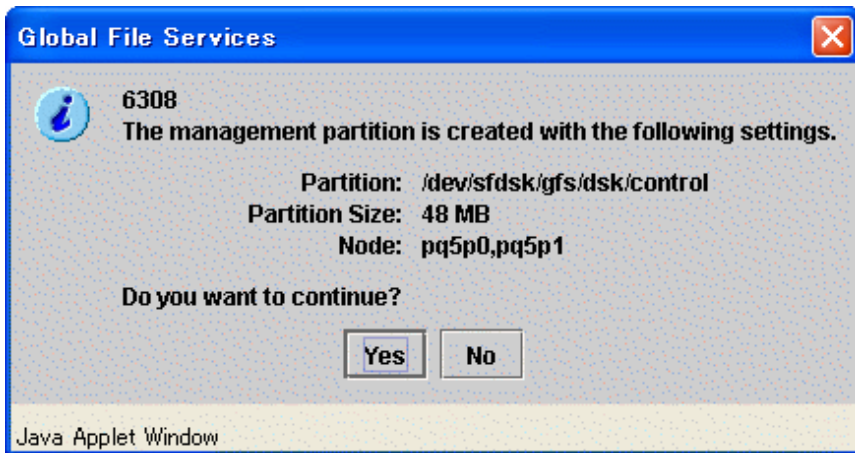 Global File Services
6308
The management partition is created with the following settings.
Partition: /dev/sfdsk/gfs/dsk/control
Partition Size: 48 MB
Node: pq5p0,pq5p1
Do you want to continue?
Yes No
Java Applet Window